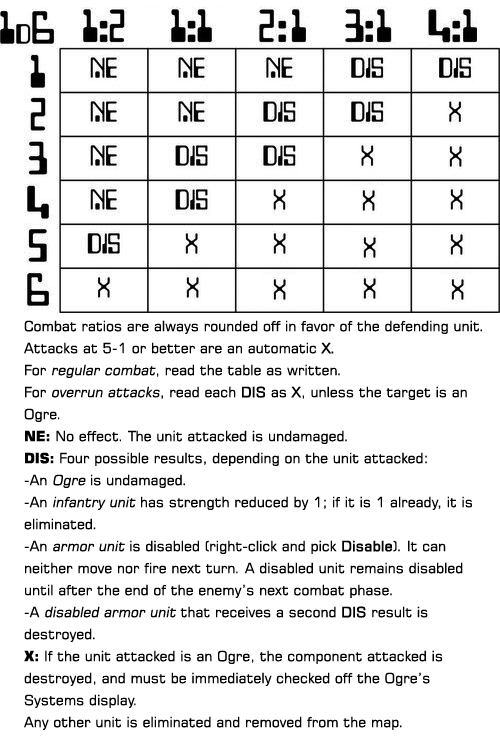 1D6 1:2 1:1 2:1 3:1 4:1
1 NE NE NE DIS DIS
2 NE NE DIS DIS X
3 NE DIS DIS X X
4 NE DIS X X X
5 DIS X X X X
6 X X X X X
Combat ratios are always rounded off in favor of the defending unit.
Attacks at 5-1 or better are an automatic X.
For regular combat, read the table as written.
For overrun attacks, read each DIS as X, unless the target is an
Ogre.
NE: No effect. The unit attacked is undamaged.
DIS: Four possible results, depending on the unit attacked:
-An Ogre is undamaged.
-An infantry unit has strength reduced by 1; if it is 1 already, it is
eliminated.
-An armor unit is disabled (right-click and pick Disable). It can
neither move nor fire next turn. A disabled unit remains disabled
until after the end of the enemy's next combat phase.
-A disabled armor unit that receives a second DIS result is
destroyed.
X: If the unit attacked is an Ogre, the component attacked is
destroyed, and must be immediately checked off the Ogre's
Systems display.
Any other unit is eliminated and removed from the map.